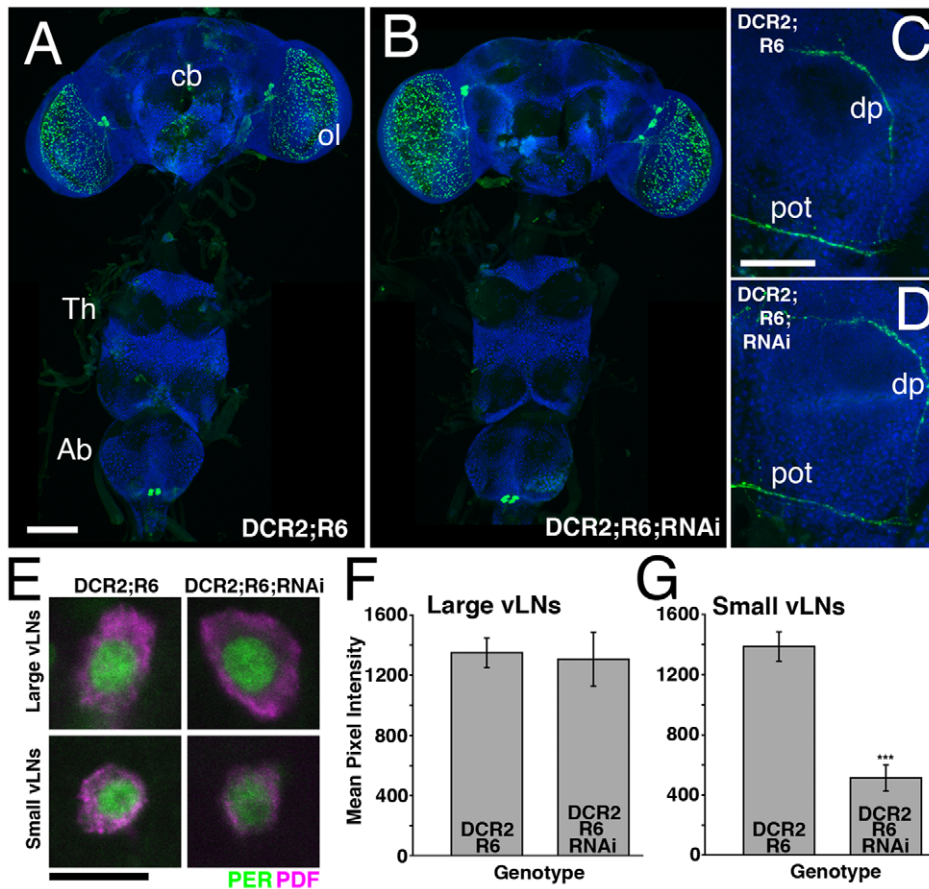 A
cb
ol
Th
Ab
DCR2;R6
B
DCR2;R6;RNAi
DCR2;
R6
C
dp
pot
DCR2;
R6;
RNAi
D
dp
pot
E
DCR2;R6
DCR2;R6;RNAi
Large vLNs
Small vLNs
PER PDF
F
Large vLNs
Mean Pixel Intensity
1600
1400
1200
800
400
0
DCR2
R6
DCR2
R6
RNAi
Genotype
G
Small vLNs
1600
1400
1200
800
400
0
***
DCR2
R6
DCR2
R6
RNAi
Genotype